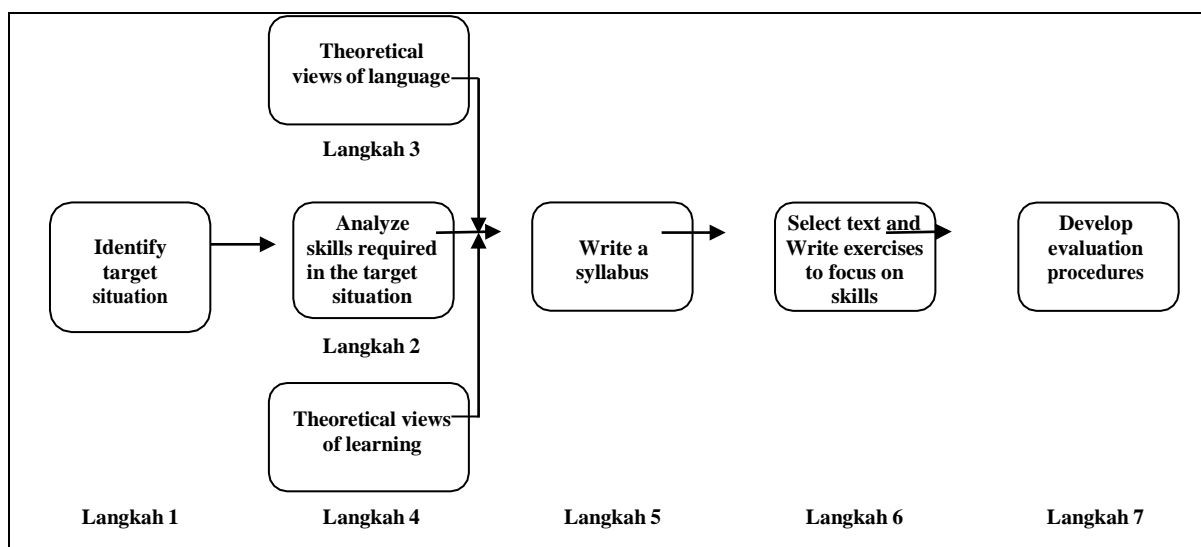 Theoretical
views of language
Langkah 3
Identify
target
situation
Analyze
skills required
in the target
situation
Write a
syllabus
Select text and
Write exercises
to focus on
skills
Develop
evaluation
procedures
Langkah 2
Theoretical views
of learning
Langkah 1
Langkah 4
Langkah 5
Langkah 6
Langkah 7